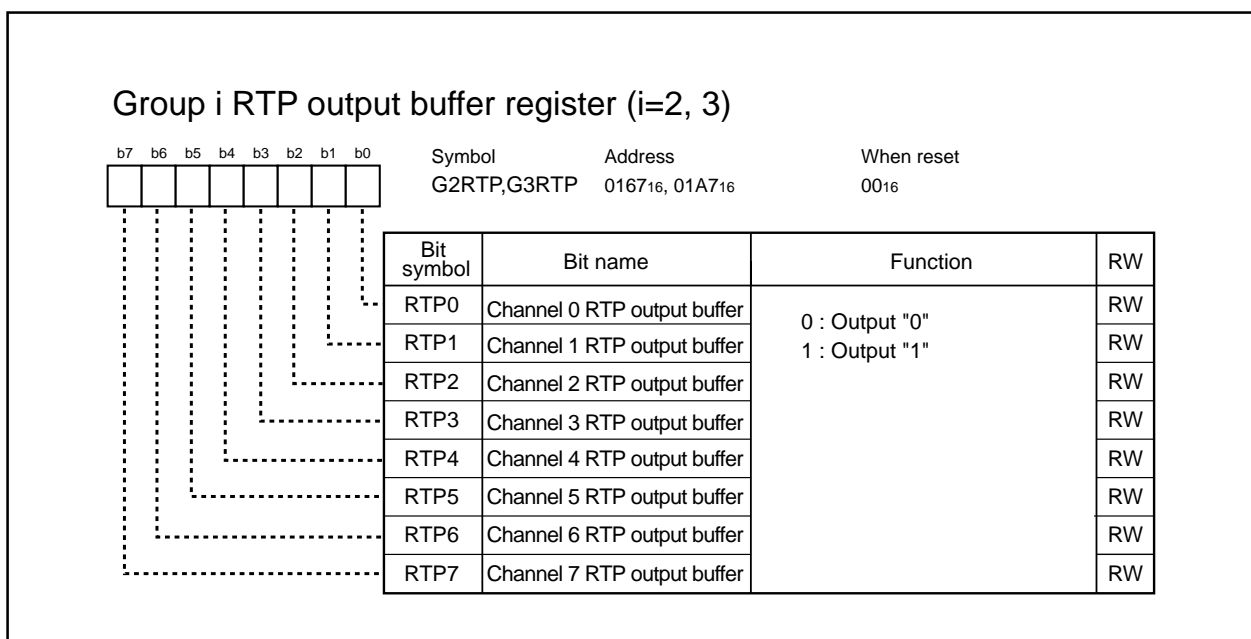 Group i RTP output buffer register (i=2, 3)
b7 b6 b5 b4 b3 b2 b1 b0
Symbol Address When reset
G2RTP,G3RTP 016716, 01A716 0016
Bit symbol Bit name Function RW
RTP0 Channel 0 RTP output buffer 0 : Output "0" RW
RTP1 Channel 1 RTP output buffer 1 : Output "1" RW
RTP2 Channel 2 RTP output buffer RW
RTP3 Channel 3 RTP output buffer RW
RTP4 Channel 4 RTP output buffer RW
RTP5 Channel 5 RTP output buffer RW
RTP6 Channel 6 RTP output buffer RW
RTP7 Channel 7 RTP output buffer RW